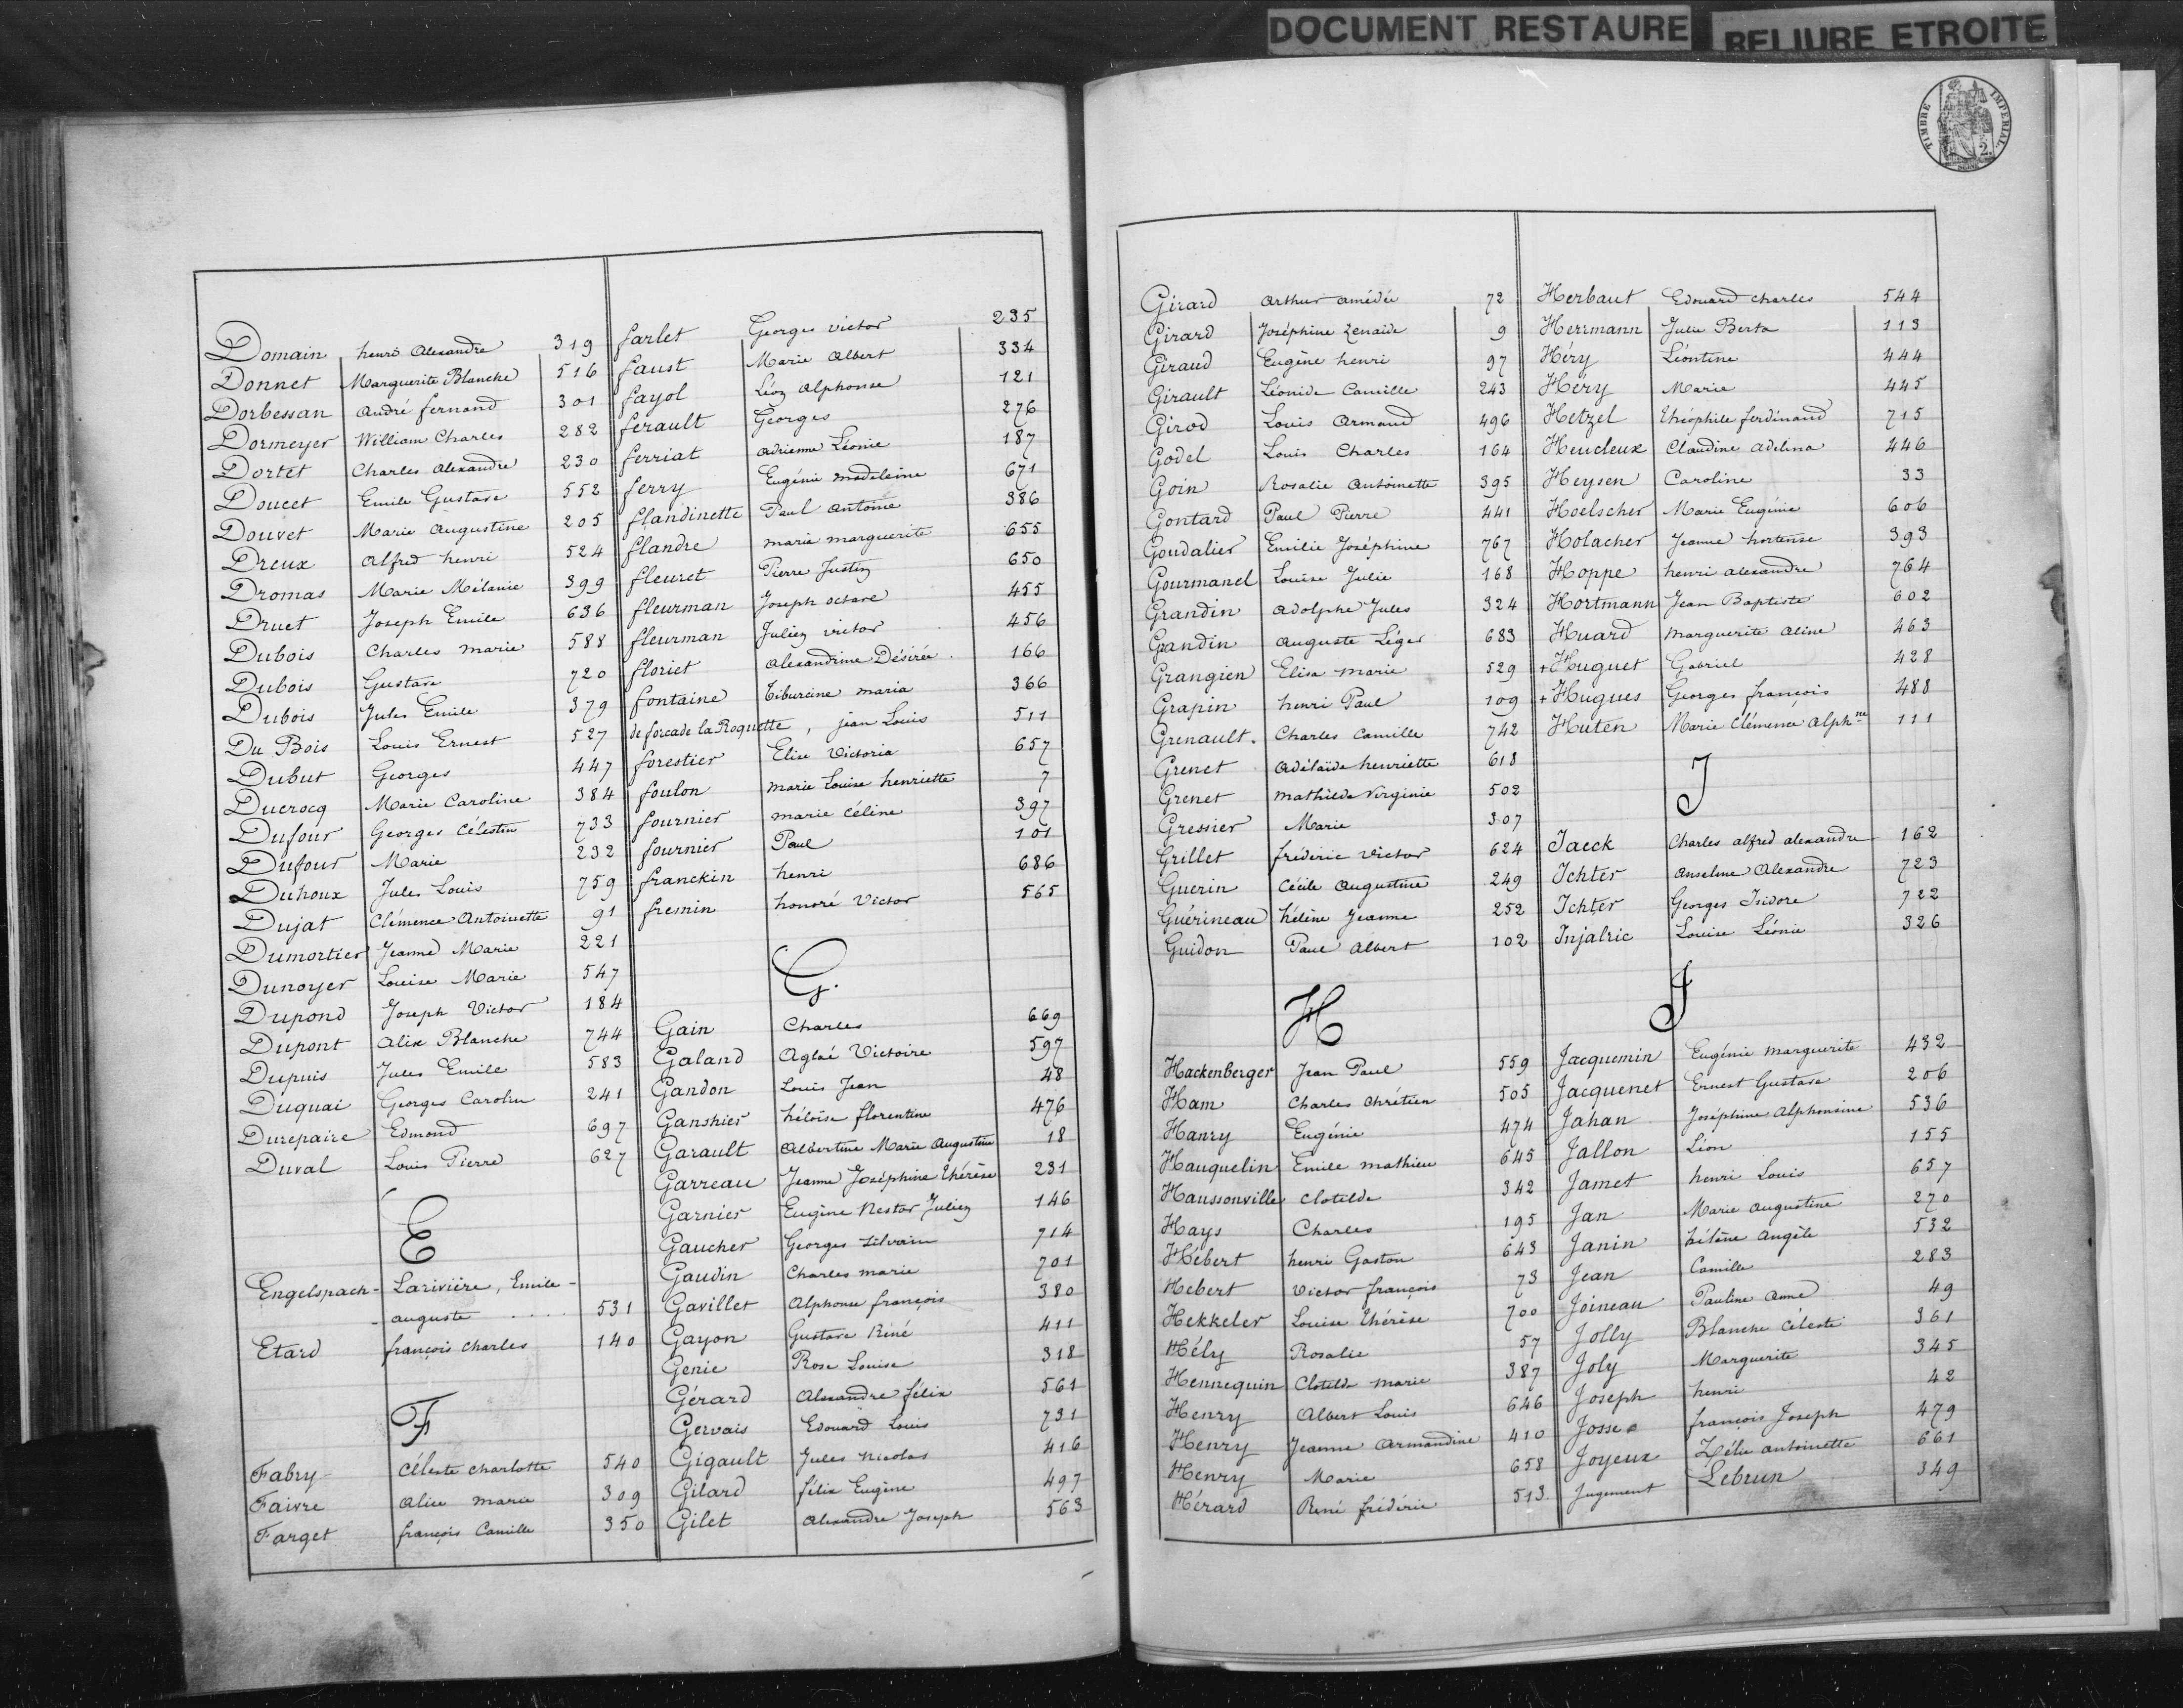 DOCUMENT RESTAURE
RELIURE ETROITE
TIMBRE IMPERIAL
2.
Domain henri Alexandre 319
Donnet Marguerite Blanche 516
Dorbessan André fernand 301
Dormeyer William Charles 282
Dortet Charles Alexandre 230
Doucet Emile Gustave 552
Douvet Marie Augustine 205
Dreux Alfred henri 524
Dromas Marie Mélanie 399
Druet Joseph Emile 636
Dubois Charles marie 588
Dubois Gustave 720
Dubois Jules Emile 379
Du Bois Louis Ernest 527
Dubut Georges 447
Ducrocq Marie Caroline 384
Dufour Georges Célestin 733
Dufour Marie 232
Duhoux Jules Louis 759
Dujat Clémence Antoinette 91
Dumortier Jeanne Marie 221
Dunoyer Louise Marie 547
Dupond Joseph Victor 184
Dupont Alix Blanche 744
Dupuis Jules Emile 583
Duquai Georges Carolin 241
Durepaire Edmond 697
Duval Louis Pierre 627
E
Engelspach- Larivière, Emile-
- auguste . . . 531
Etard françois charles 140
F
Fabry Céleste charlotte 540
Faivre Alice marie 309
Farget françois Camille 350
farlet Georges victor 235
faust Marie Albert 334
fayol Léon Alphonse 121
ferault Georges 276
ferriat Adrienne Léonie 187
ferry Eugénie madeleine 671
flandinette Paul antoine 386
flandre maria marguerite 655
fleuret Pierre Justin 650
fleurman Joseph octave 455
fleurman Julien victor 456
floriet Alexandrine Désirée 166
fontaine Tiburcine maria 366
de forcade la Roquette, jean Louis 511
forestier Elise Victoria 657
foulon marie Louise henriette 7
fournier marie Céline 397
fournier Paul 101
franckin henri 686
fremin honoré Victor 565
G.
Gain Charles 669
Galand Aglaé Victoire 597
Gandon Louis Jean 48
Ganshier héloïse florentine 476
Garault Albertine Marie Augustine 18
Garreau Jeanne Joséphine Thérèse 231
Garnier Eugène Nestor Julien 146
Gaucher Georges Silvain 714
Gaudin Charles marie 701
Gavillet Alphonse françois 380
Gayon Gustave Réné 411
Genie Rose Louise 318
Gérard Alexandre félix 561
Gervais Edouard Louis 731
Gigault Jules Nicolas 416
Gilard félix Eugène 497
Gilet Alexandre Joseph 563
Girard Arthur Amédée 72
Girard Joséphine Zenaïde 9
Giraud Eugène henri 97
Girault Léonide Camille 243
Girod Louis Armand 496
Godel Louis Charles 164
Goin Rosalie Antoinette 395
Gontard Paul Pierre 441
Goudalier Emilie Joséphine 767
Gourmanel Louise Julie 168
Grandin Adolphe Jules 324
Grandin Auguste Léger 683
Grangien Elisa marie 529
Grapin henri Paul 109
Grenault. Charles Camille 742
Grenet Adélaïde henriette 618
Grenet mathilde Virginie 502
Gressier Marie 307
Grillet frédéric Victor 624
Guerin Cécile Augustine 249
Guérineau hélène Jeanne 252
Guidon Paul Albert 102
H
Hackenberger Jean Paul 559
Ham Charles Chrétien 505
Hanry Eugénie 474
Hauquelin Emile mathieu 645
Haussonville Clotilde 342
Hays Charles 195
Hébert henri Gaston 643
Hebert Victor françois 73
Hekkeler Louise Thérèse 700
Hély Rosalie 57
Hennequin Clotilde marie 387
Henry Albert Louis 646
Henry Jeanne Armandine 410
Henry Marie 658
Hérard René frédéric 513
Herbaut Edouard charles 544
Herrmann Julie Berta 113
Héry Léontine 444
Héry Marie 445
Hetzel théophile ferdinand 715
Heucleux Claudine Adelina 446
Heysen Caroline 33
Hoelscher Marie Eugénie 606
Holacher Jeanne hortense 393
Hoppe henri alexandre 764
Hortmann Jean Baptiste 602
Huard marguerite Aline 463
+ Huguet Gabriel 428
+ Hugues Georges françois 488
Huten Marie Clémence Alphne 111
I
Iaeck Charles alfred alexandre 162
Ichter Anselme Alexandre 723
Ichter Georges Isidore 722
Injalric Louise Léonie 326
J
Jacquemin Eugénie marguerite 432
Jacquenet Ernest Gustave 206
Jahan Joséphine Alphonsine 536
Jallon Léon 155
Jamet henri Louis 657
Jan Marie Augustine 270
Janin hélène Angèle 532
Jean Camille 283
Joineau Pauline Anne 49
Jolly Blanche Céleste 361
Joly Marguerite 345
Joseph henri 42
Josse françois Joseph 479
Joyeux Zélie Antoinette 661
Jugement Lebrun 349